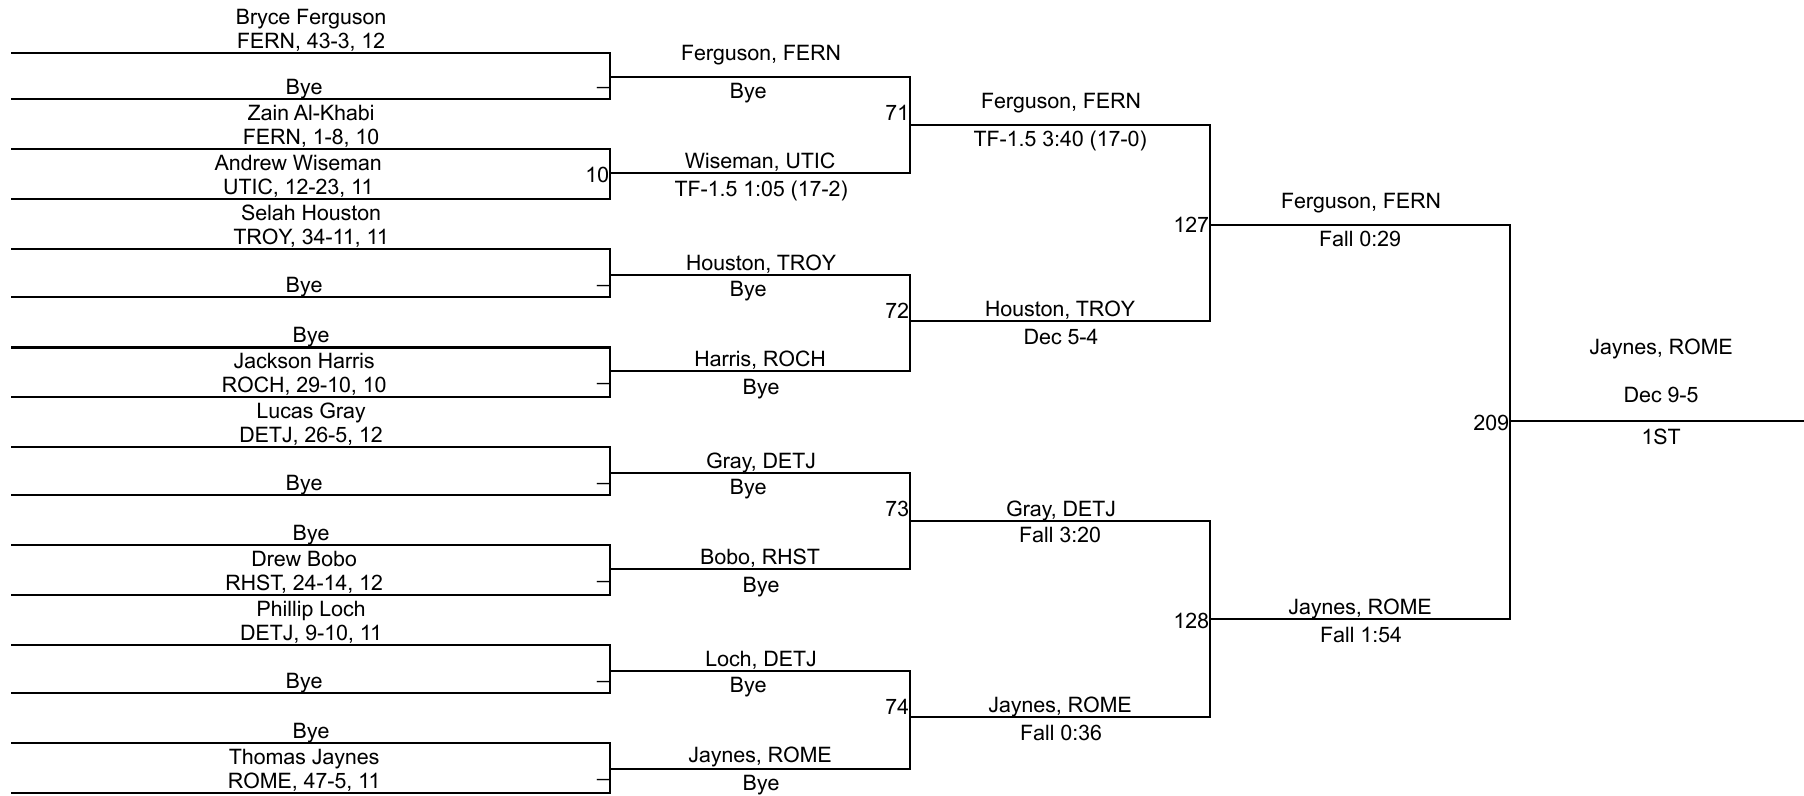 Bryce Ferguson
FERN, 43-3, 12
Bye
Zain Al-Khabi
FERN, 1-8, 10
Andrew Wiseman
UTIC, 12-23, 11
Selah Houston
TROY, 34-11, 11
Bye
Bye
Jackson Harris
ROCH, 29-10, 10
Lucas Gray
DETJ, 26-5, 12
Bye
Bye
Drew Bobo
RHST, 24-14, 12
Phillip Loch
DETJ, 9-10, 11
Bye
Bye
Thomas Jaynes
ROME, 47-5, 11
10
Ferguson, FERN
Bye
Wiseman, UTIC
TF-1.5 1:05 (17-2)
Houston, TROY
Bye
Harris, ROCH
Bye
Gray, DETJ
Bye
Bobo, RHST
Bye
Loch, DETJ
Bye
Jaynes, ROME
Bye
71
72
73
74
Ferguson, FERN
TF-1.5 3:40 (17-0)
Houston, TROY
Dec 5-4
Gray, DETJ
Fall 3:20
Jaynes, ROME
Fall 0:36
127
128
Ferguson, FERN
Fall 0:29
Jaynes, ROME
Fall 1:54
209
Jaynes, ROME
Dec 9-5
1ST